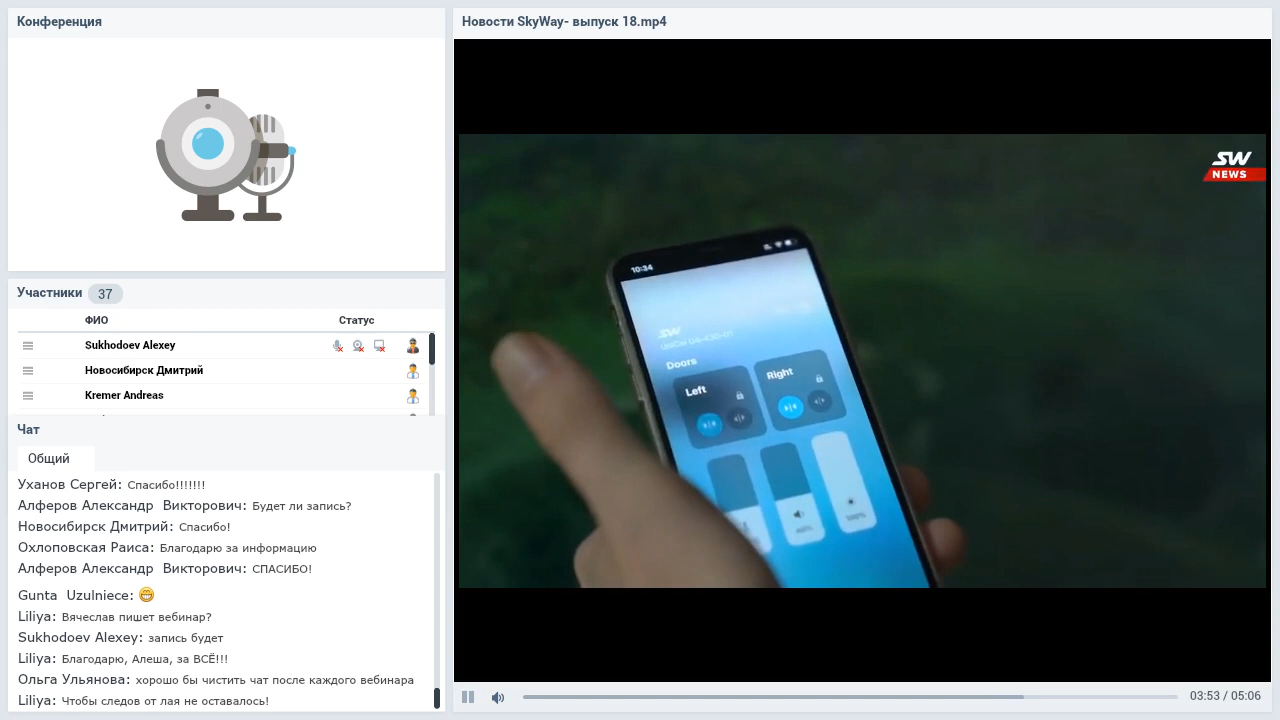 Конференция
Участники 37
ФИО Статус
Sukhodoev Alexey
Новосибирск Дмитрий
Kremer Andreas
Чат
Общий
Уханов Сергей: Спасибо!!!!!!!
Алферов Александр Викторович: Будет ли запись?
Новосибирск Дмитрий: Спасибо!
Охлоповская Раиса: Благодарю за информацию
Алферов Александр Викторович: СПАСИБО!
Gunta Uzulniece:
Liliya: Вячеслав пишет вебинар?
Sukhodoev Alexey: запись будет
Liliya: Благодарю, Алеша, за ВСЁ!!!
Ольга Ульянова: хорошо бы чистить чат после каждого вебинара
Liliya: Чтобы следов от лая не оставалось!
Новости SkyWay- выпуск 18.mp4
SW
NEWS
10:34
SW
Doors
Left
Right
03:53 / 05:06